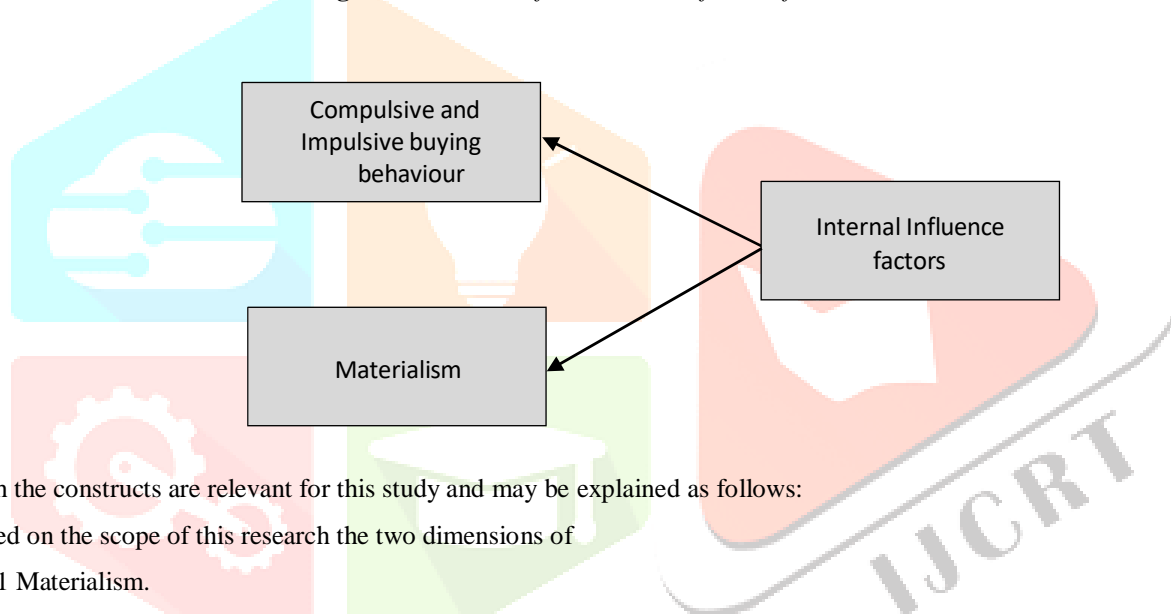 Compulsive and
Impulsive buying
behaviour
Internal Influence
factors
Materialism
the constructs are relevant for this study and may be explained as follows:
on the scope of this research the two dimensions of
1 Materialism.
IJCRT